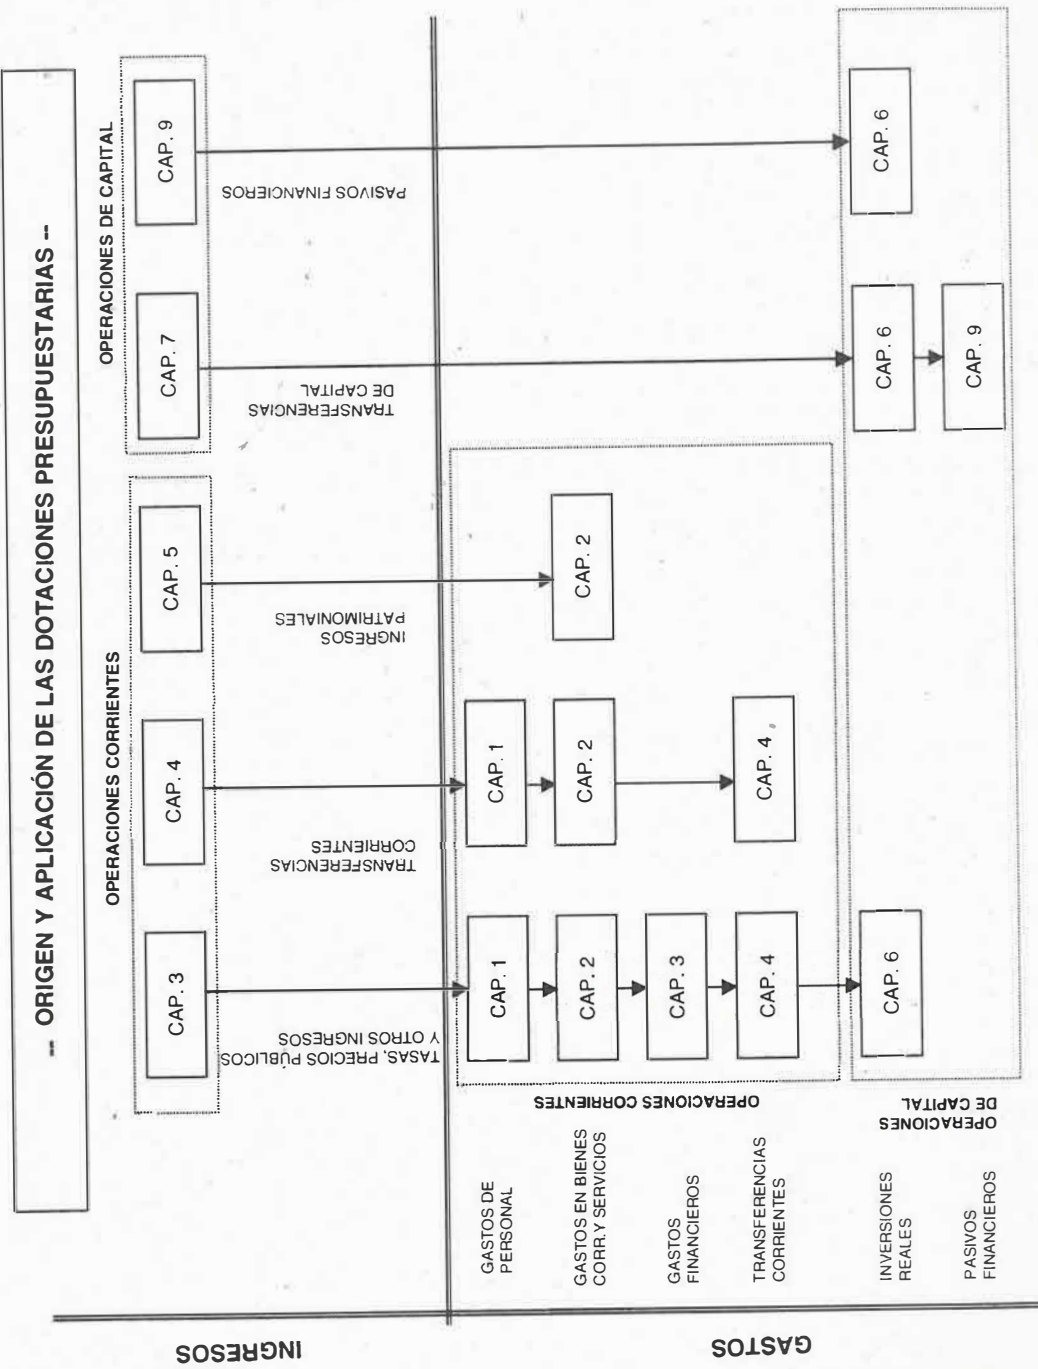 -- ORIGEN Y APLICACIÓN DE LAS DOTACIONES PRESUPUESTARIAS --
OPERACIONES CORRIENTES
OPERACIONES DE CAPITAL
INGRESOS
CAP. 3
CAP. 4
CAP. 5
CAP. 7
CAP. 9
TASAS, PRECIOS PÚBLICOS
Y OTROS INGRESOS
TRANSFERENCIAS
CORRIENTES
INGRESOS
PATRIMONIALES
TRANSFERENCIAS
DE CAPITAL
PASIVOS FINANCIEROS
GASTOS
OPERACIONES CORRIENTES
GASTOS DE
PERSONAL
CAP. 1
CAP. 1
GASTOS EN BIENES
CORR.Y SERVICIOS
CAP. 2
CAP. 2
CAP. 2
GASTOS
FINANCIEROS
CAP. 3
TRANSFERENCIAS
CORRIENTES
CAP. 4
CAP. 4
OPERACIONES
DE CAPITAL
INVERSIONES
REALES
CAP. 6
CAP. 6
CAP. 6
PASIVOS
FINANCIEROS
CAP. 9